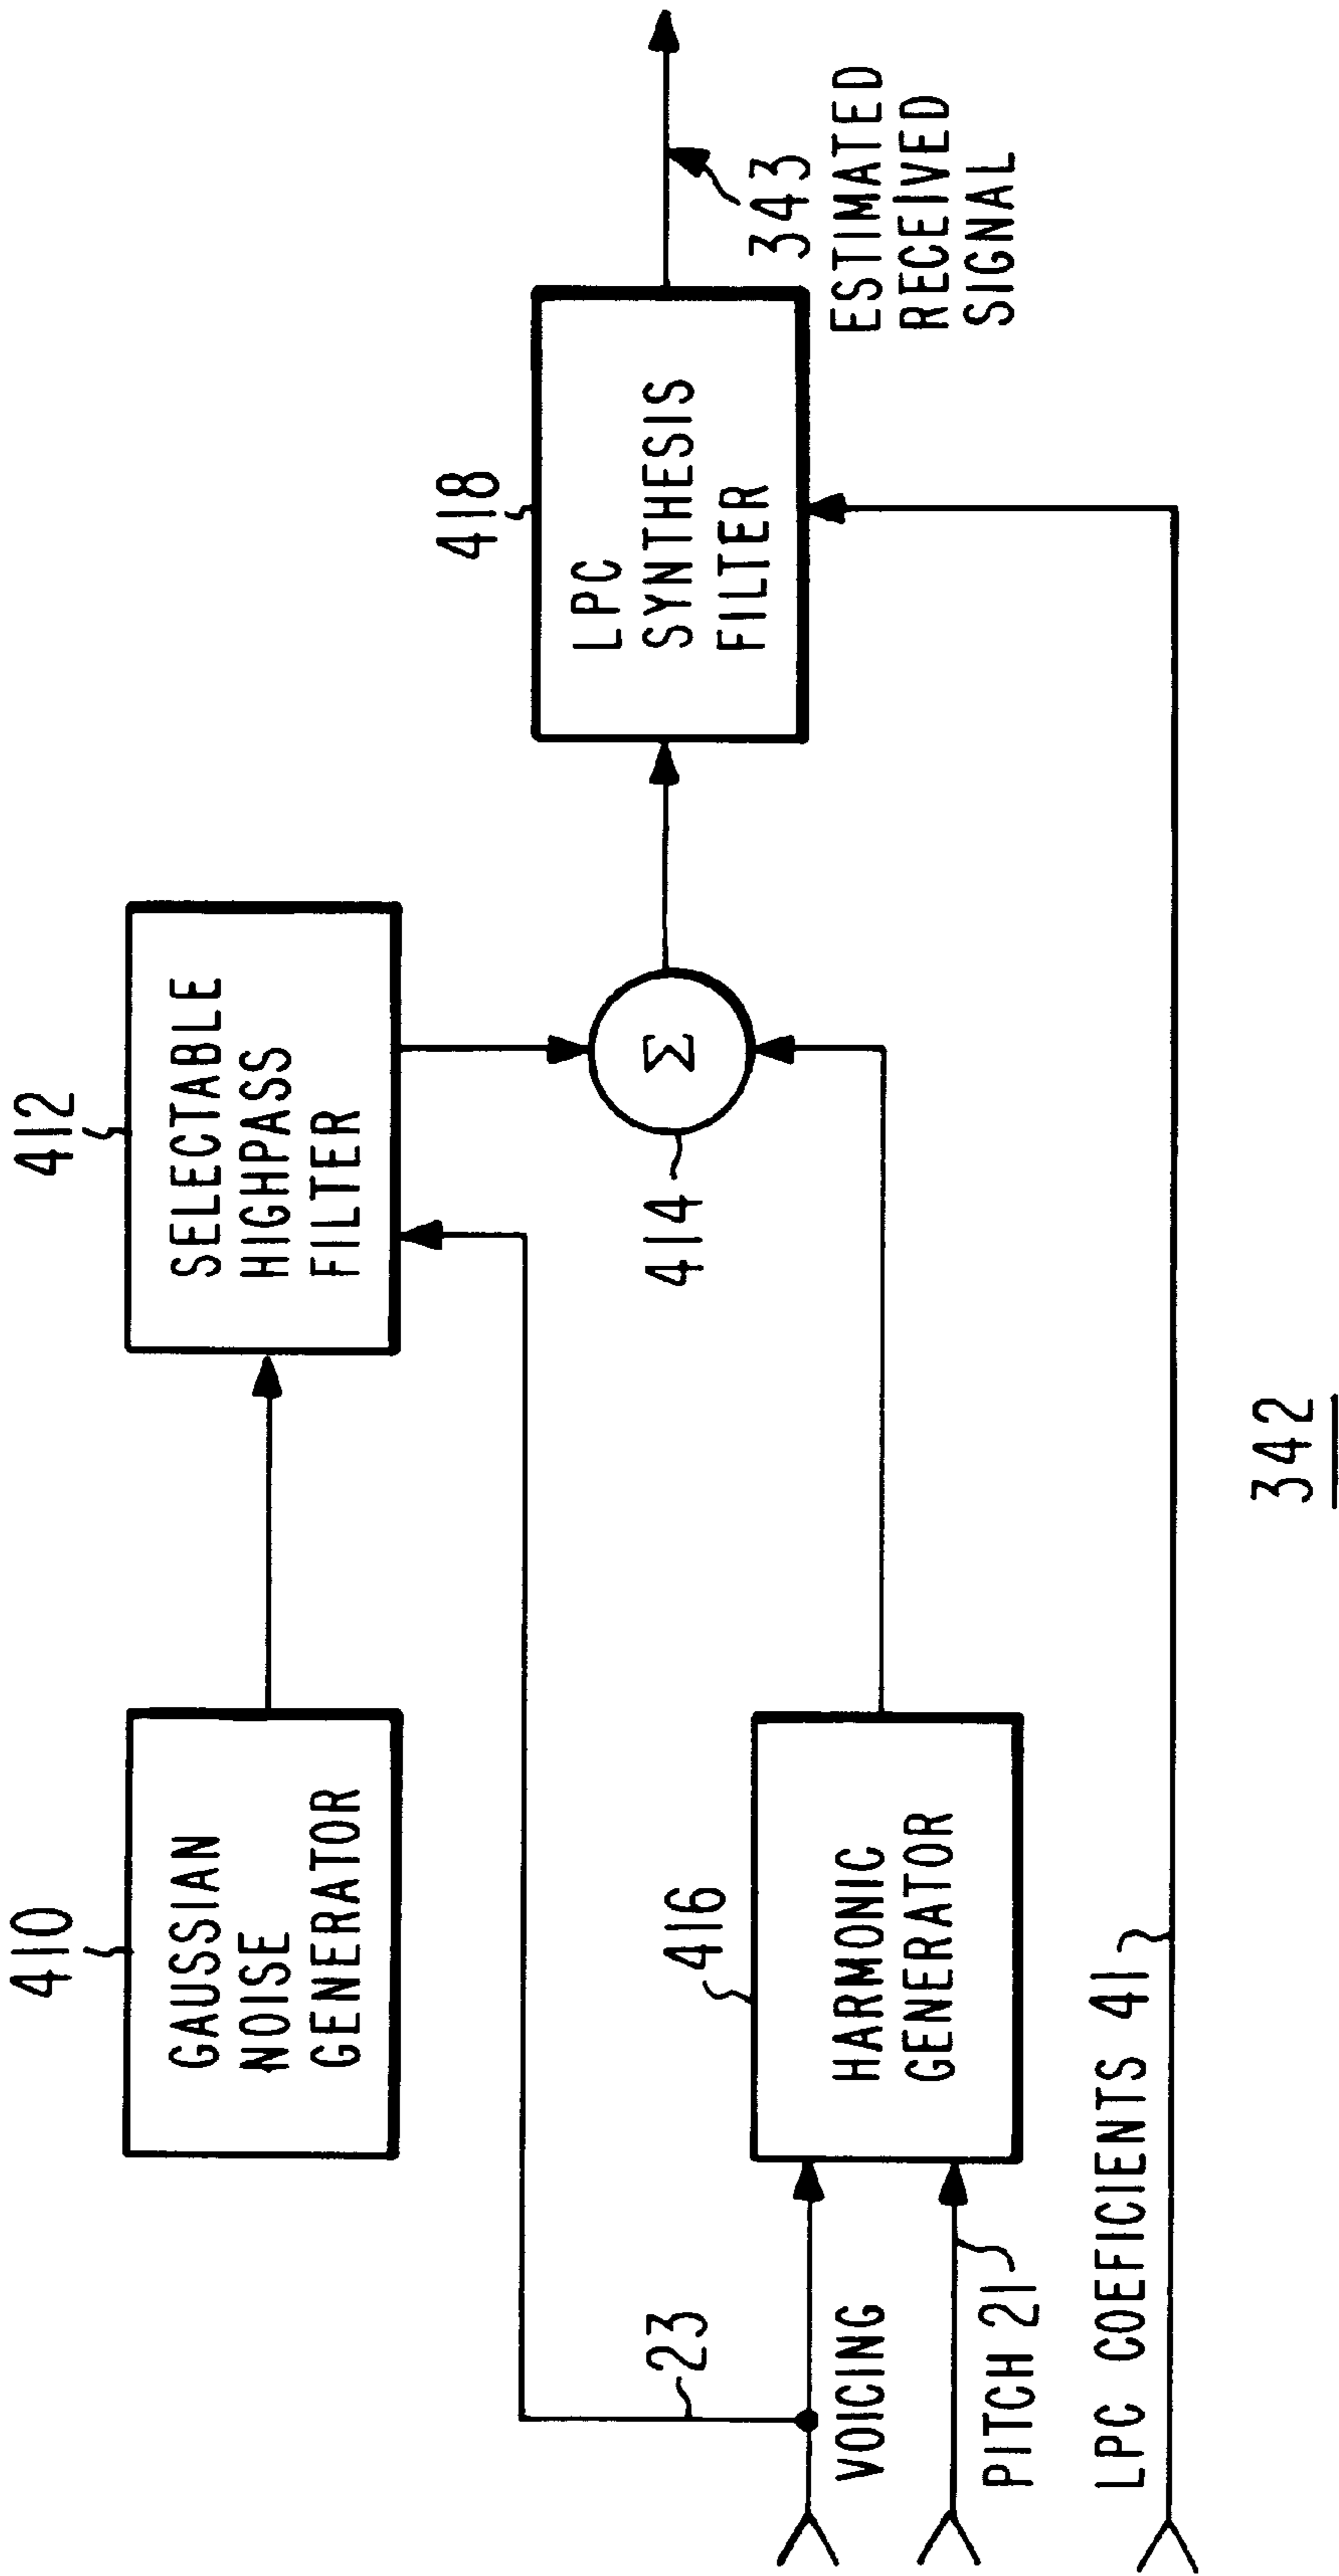 410
GAUSSIAN
NOISE
GENERATOR
412
SELECTABLE
HIGHPASS
FILTER
23
VOICING
PITCH 21
416
HARMONIC
GENERATOR
414
Σ
418
LPC
SYNTHESIS
FILTER
343
ESTIMATED
RECEIVED
SIGNAL
LPC COEFICIENTS 41
342